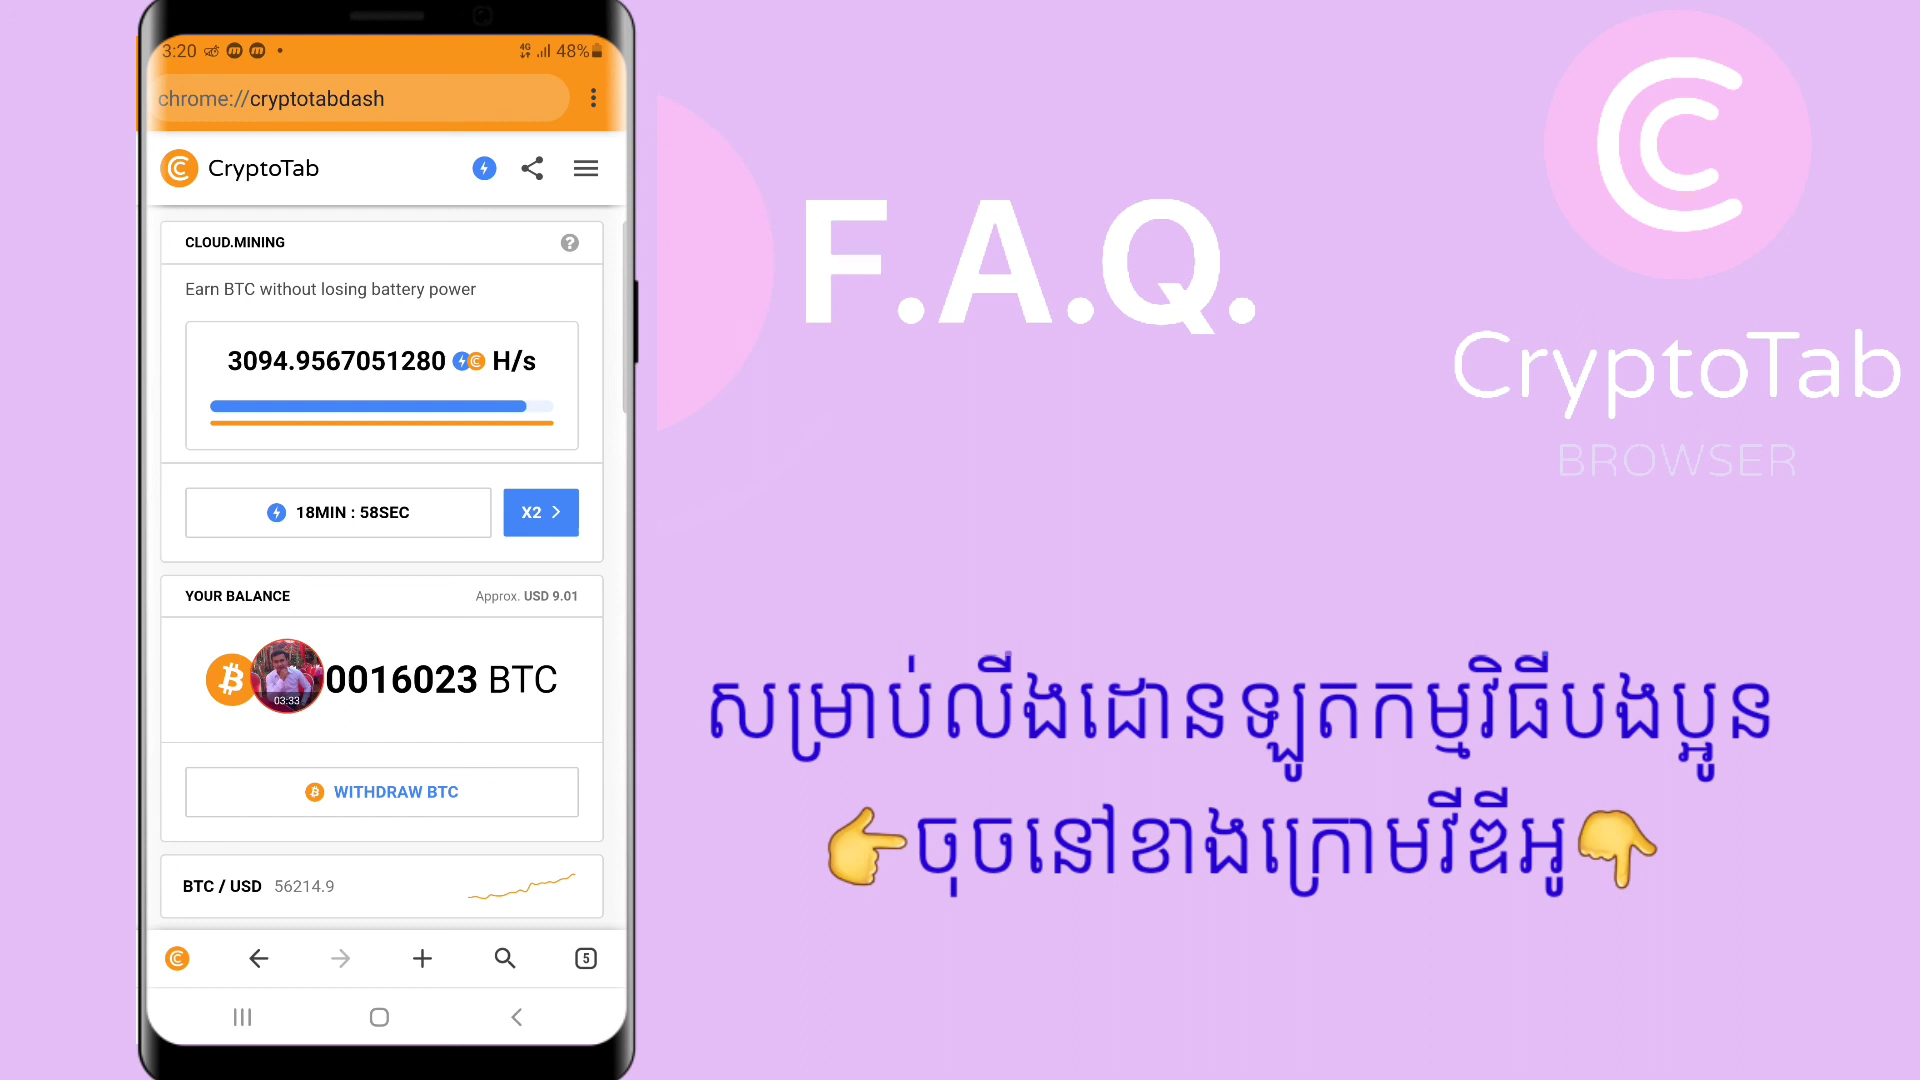 3:20
4G 48%
chrome://cryptotabdash
CryptoTab
CLOUD.MINING
Earn BTC without losing battery power
3094.9567051280 H/s
18MIN : 58SEC
X2
YOUR BALANCE
Approx. USD 9.01
0016023 BTC
03:33
WITHDRAW BTC
BTC / USD 56214.9
5
F.A.Q.
CryptoTab
BROWSER
សម្រាប់លីងដោនឡូតកម្មវិធីបងប្អូន
👉ចុចនៅខាងក្រោមវីឌីអូ👇